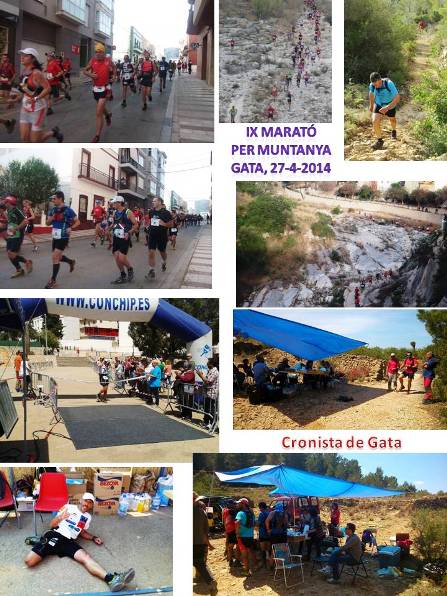 IX MARATÓ
PER MUNTANYA
GATA, 27-4-2014
WWW.CONCHIP.ES
Cronista de Gata